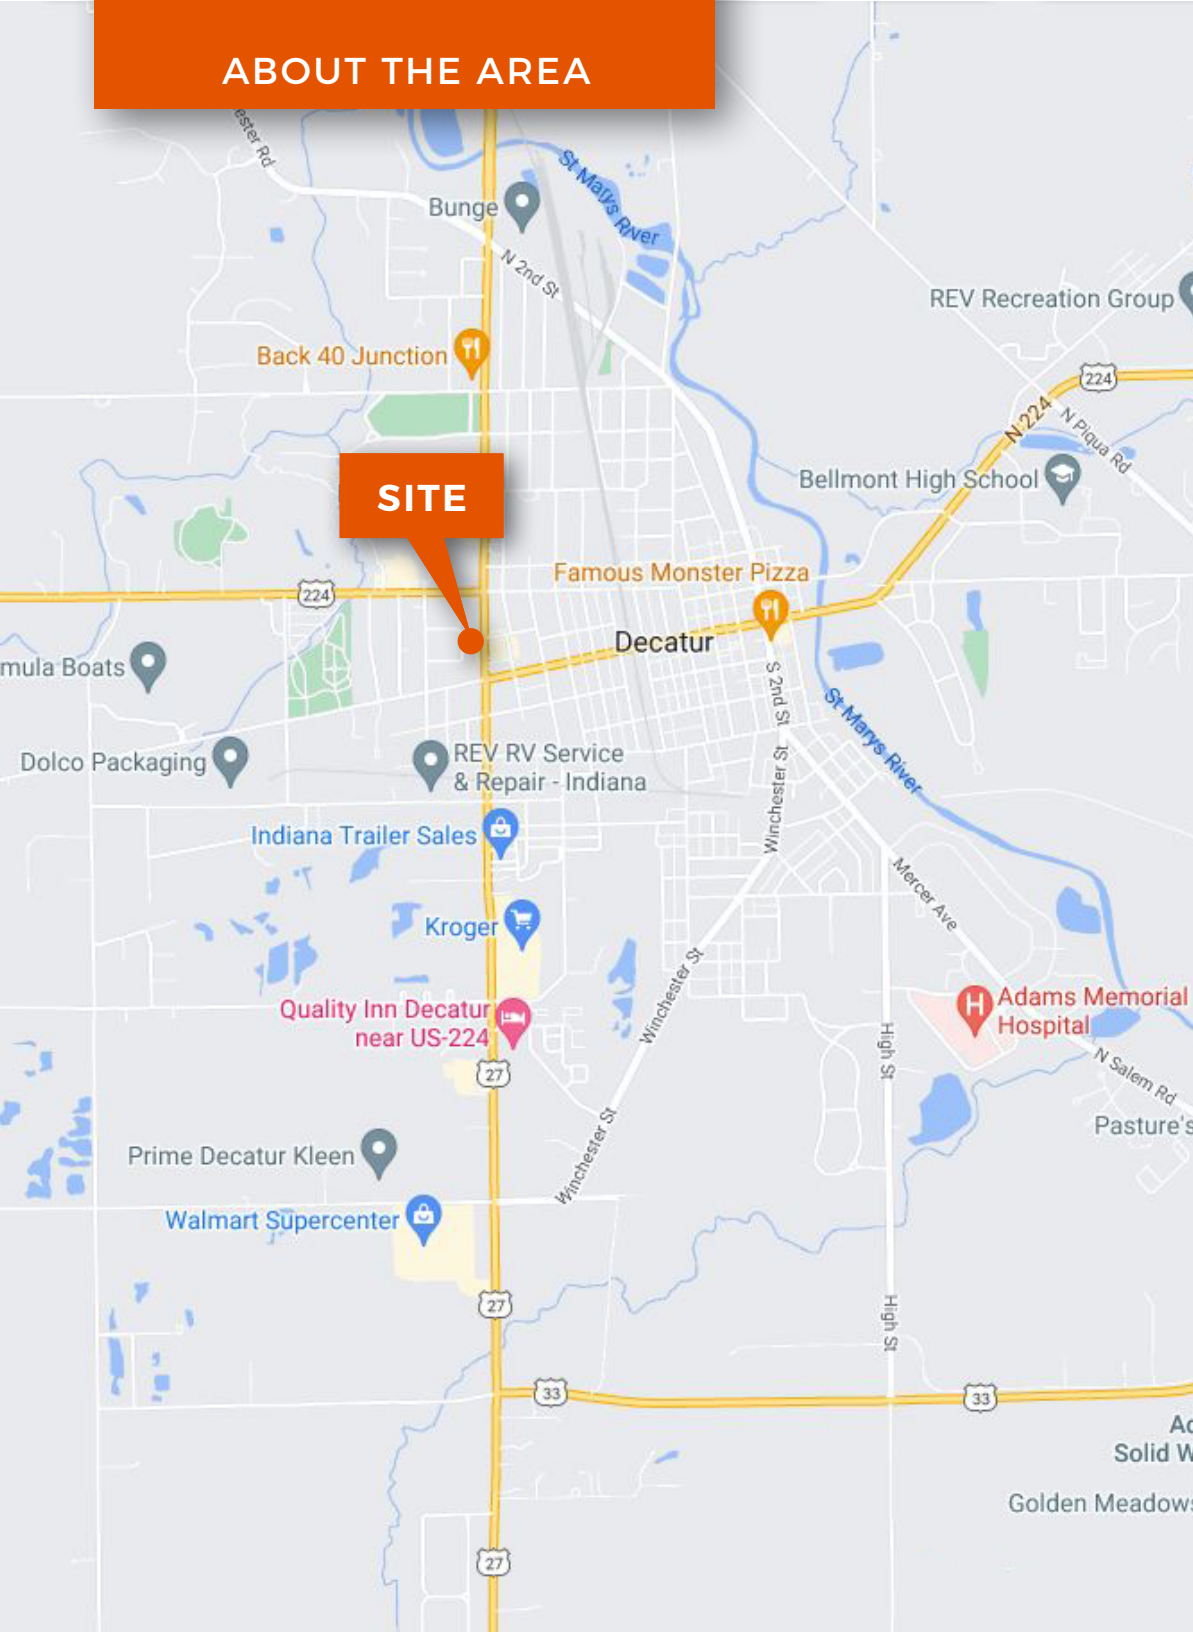 ABOUT THE AREA
ester Rd
St Marys River
Bunge
N 2nd St
REV Recreation Group
Back 40 Junction
224
N 224
N Piqua Rd
Bellmont High School
SITE
Famous Monster Pizza
224
Decatur
mula Boats
S 2nd St
St Marys River
Dolco Packaging
REV RV Service
& Repair - Indiana
Winchester St
Indiana Trailer Sales
Mercer Ave
Kroger
Winchester St
Quality Inn Decatur
near US-224
Adams Memorial
Hospital
High St
27
N Salem Rd
Pasture's
Winchester St
Prime Decatur Kleen
Walmart Supercenter
27
High St
33
33
Ad
Solid W
Golden Meadows
27